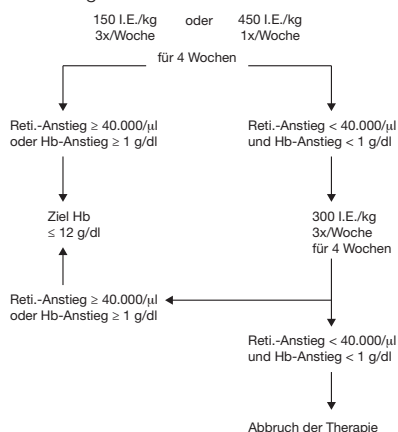 150 I.E./kg oder 450 I.E./kg
3x/Woche 1x/Woche
für 4 Wochen
Reti.-Anstieg ≥ 40.000/µl
oder Hb-Anstieg ≥ 1 g/dl
Reti.-Anstieg < 40.000/µl
und Hb-Anstieg < 1 g/dl
Ziel Hb
≤ 12 g/dl
300 I.E./kg
3x/Woche
für 4 Wochen
Reti.-Anstieg ≥ 40.000/µl
oder Hb-Anstieg ≥ 1 g/dl
Reti.-Anstieg < 40.000/µl
und Hb-Anstieg < 1 g/dl
Abbruch der Therapie